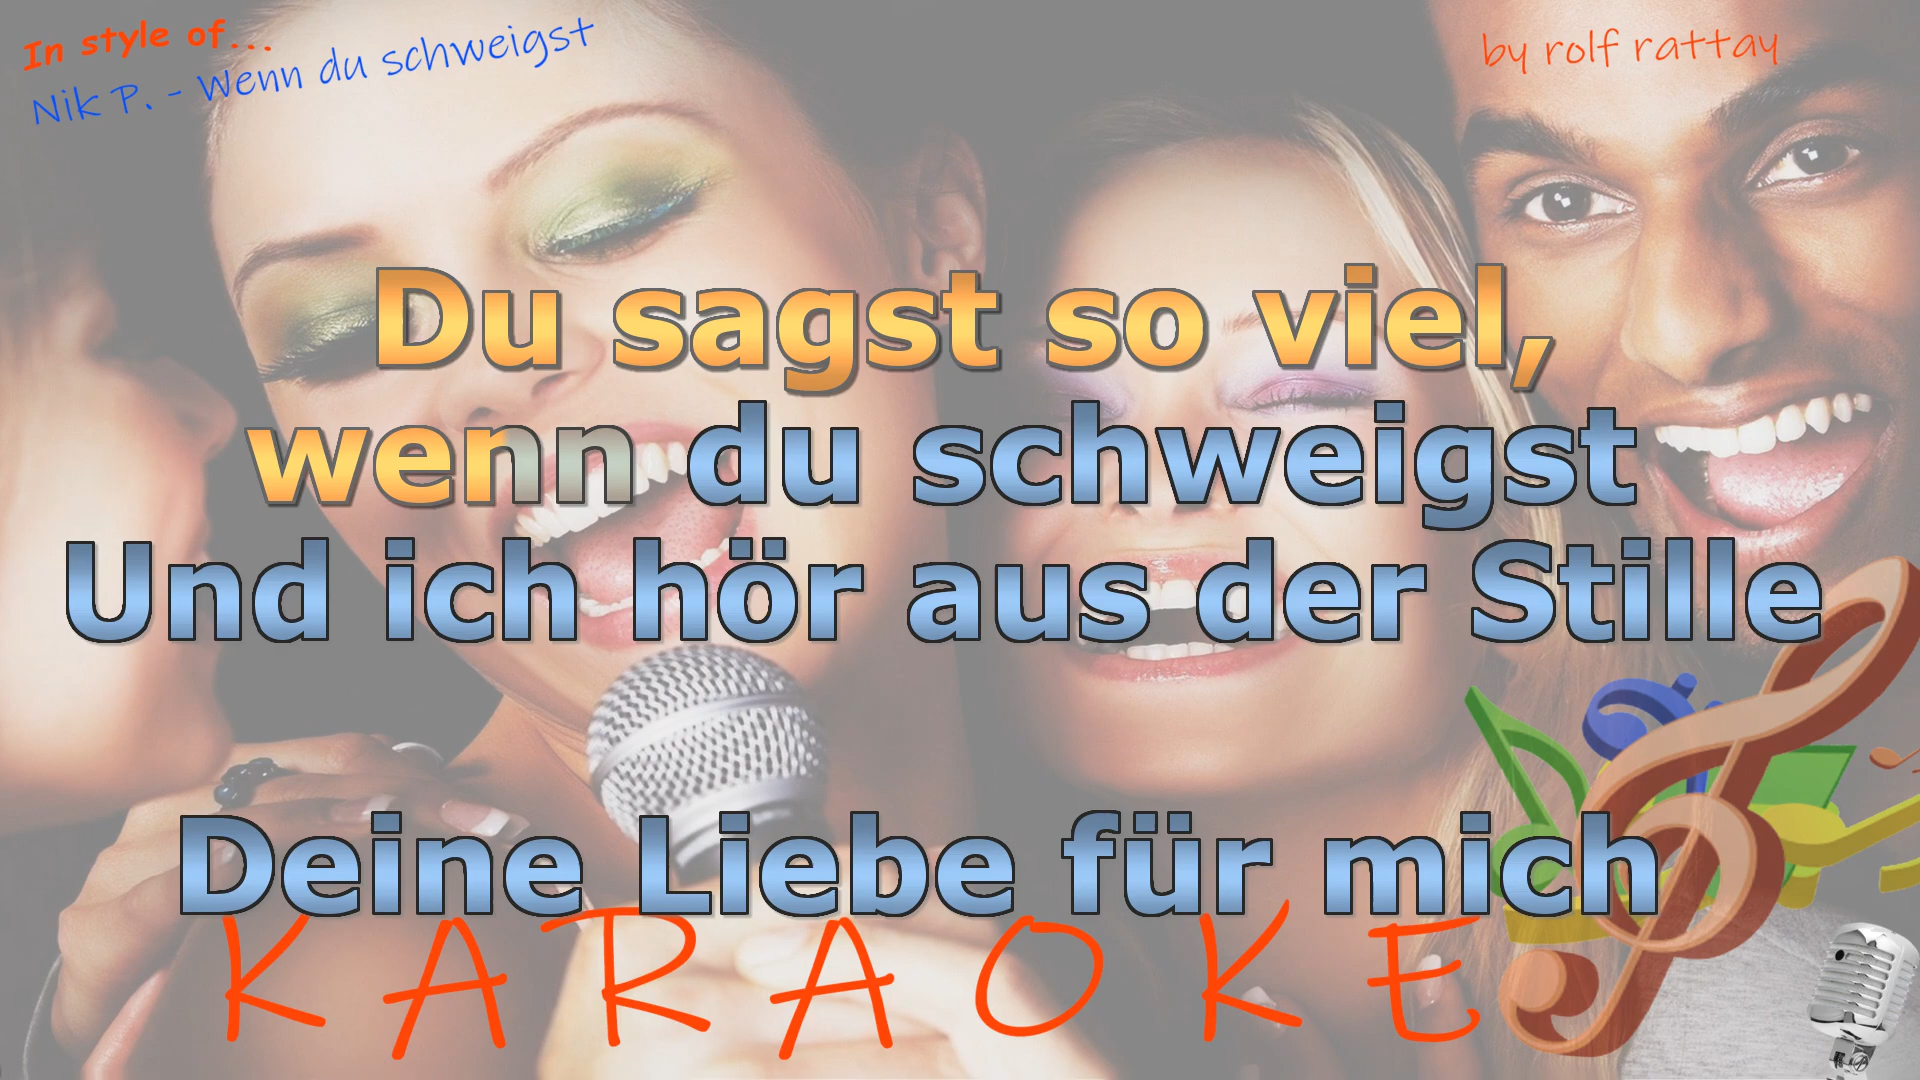 In style of...
Nik P. - Wenn du schweigst
by rolf rattay
Du sagst so viel,
wenn du schweigst
Und ich hör aus der Stille
Deine Liebe für mich
KARAOKE